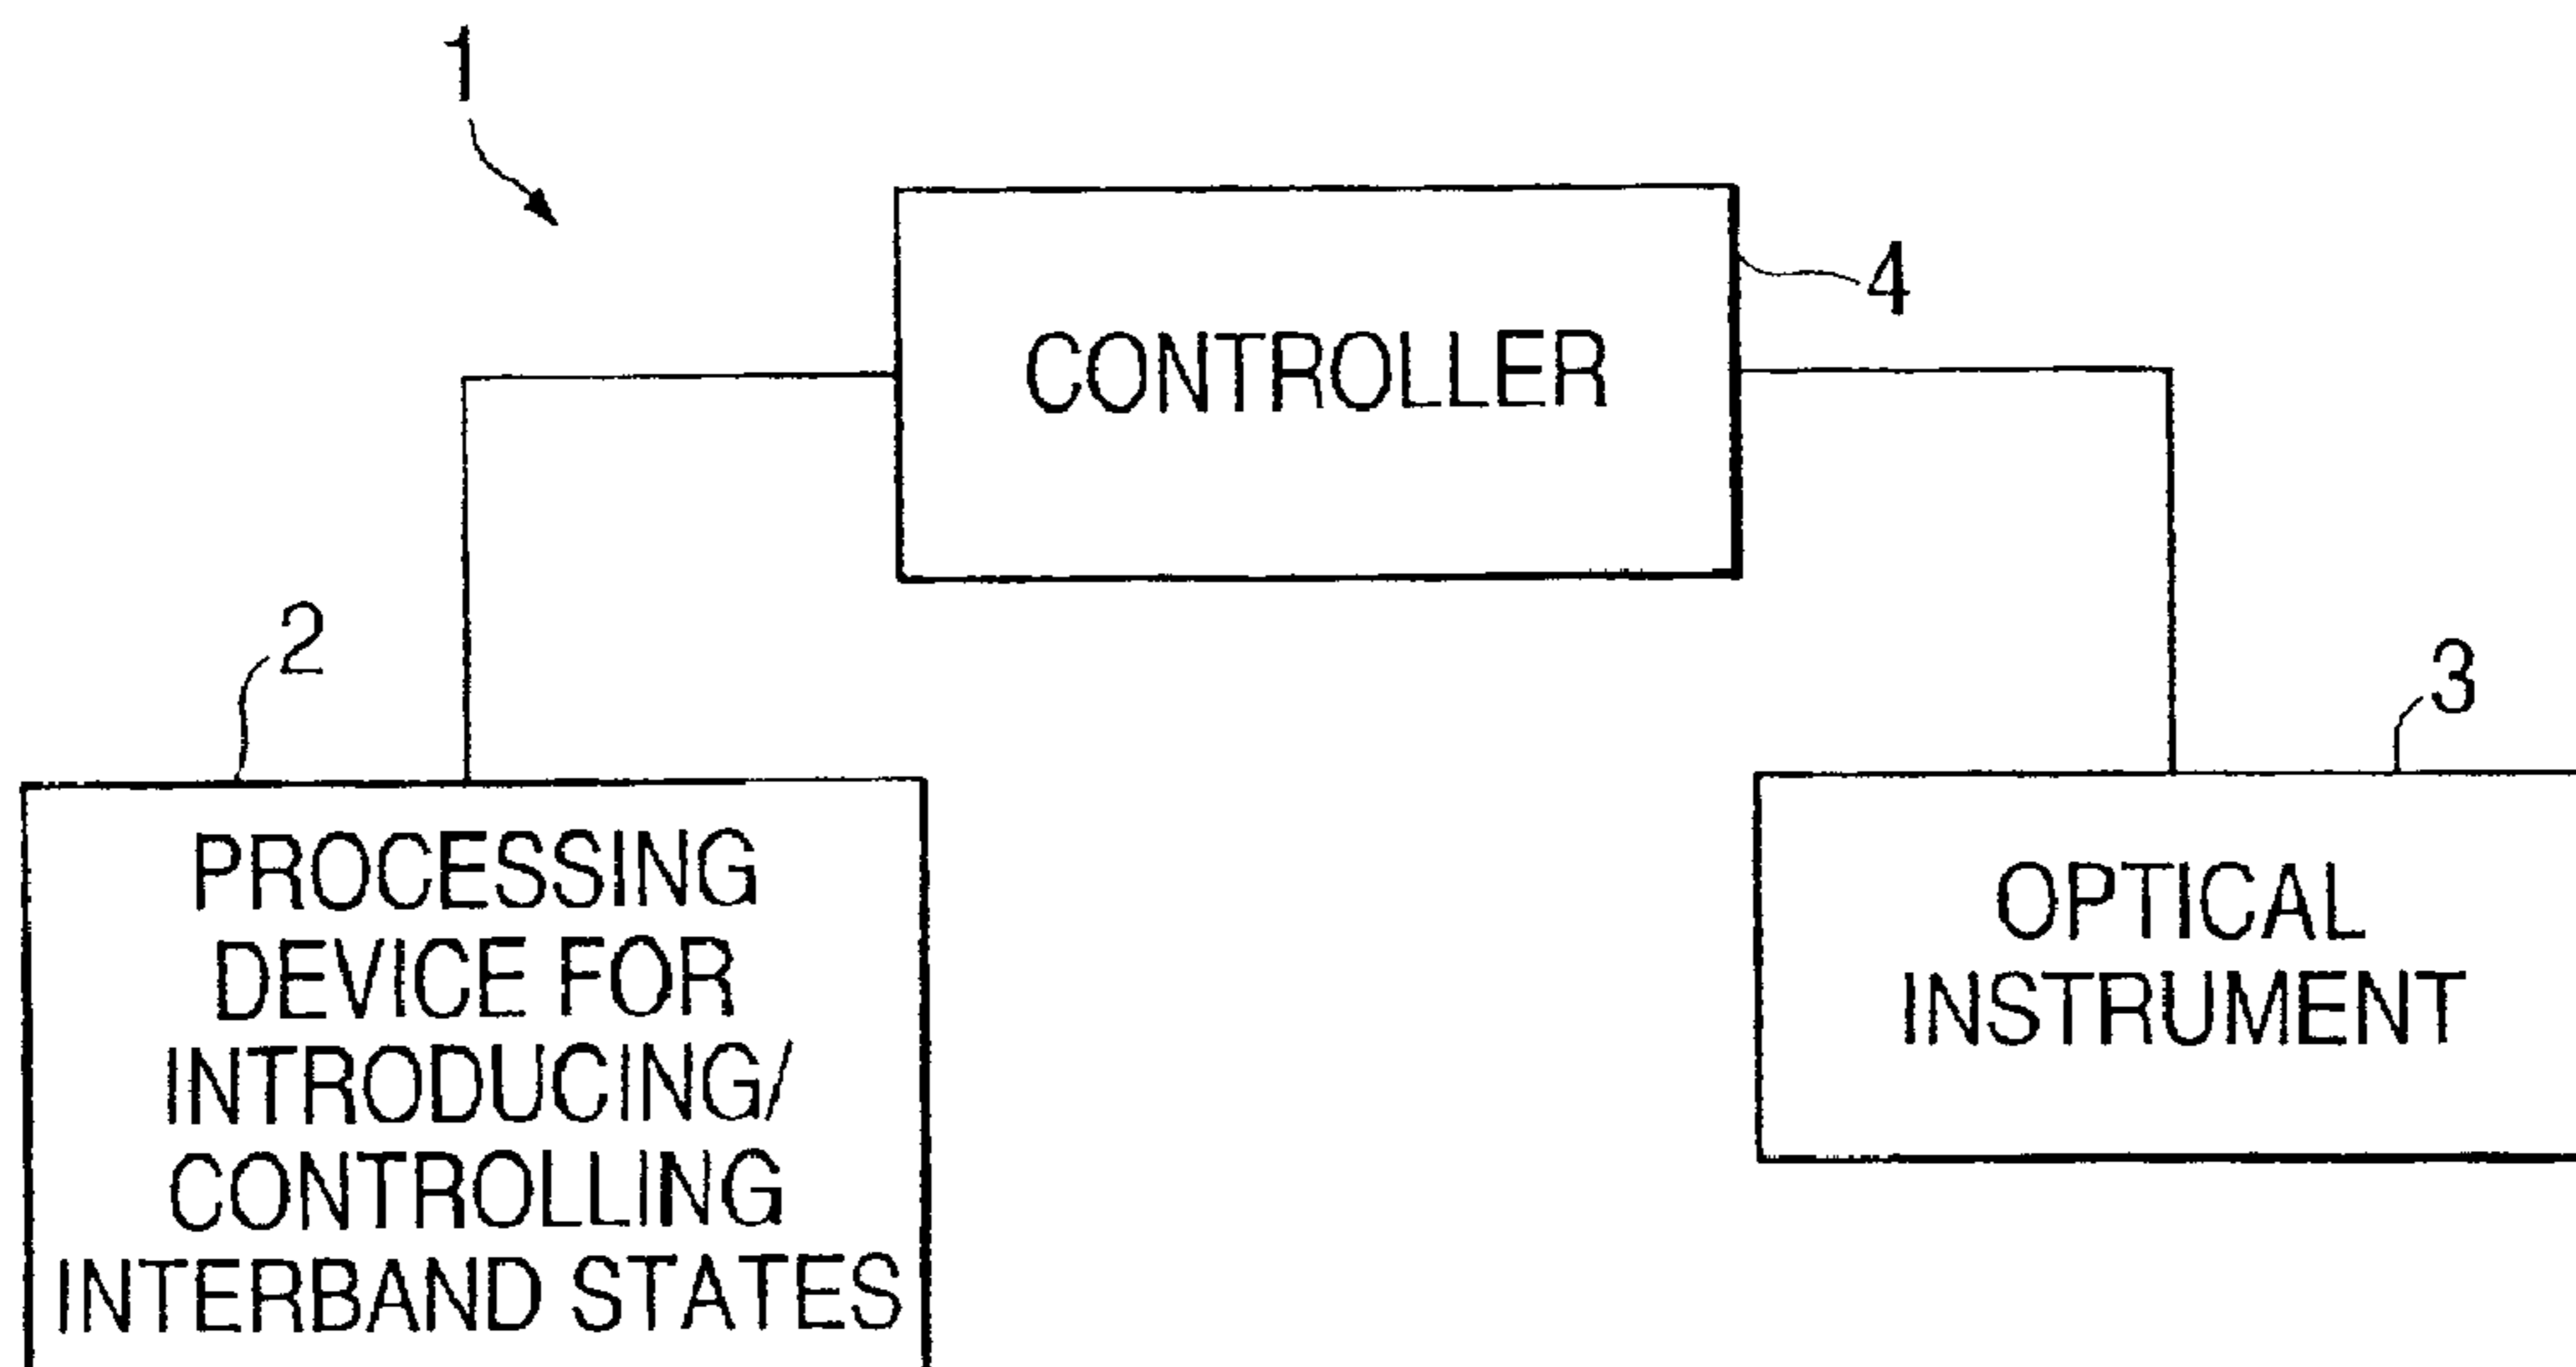 1
CONTROLLER
4
2
3
PROCESSING
DEVICE FOR
INTRODUCING/
CONTROLLING
INTERBAND STATES
OPTICAL
INSTRUMENT